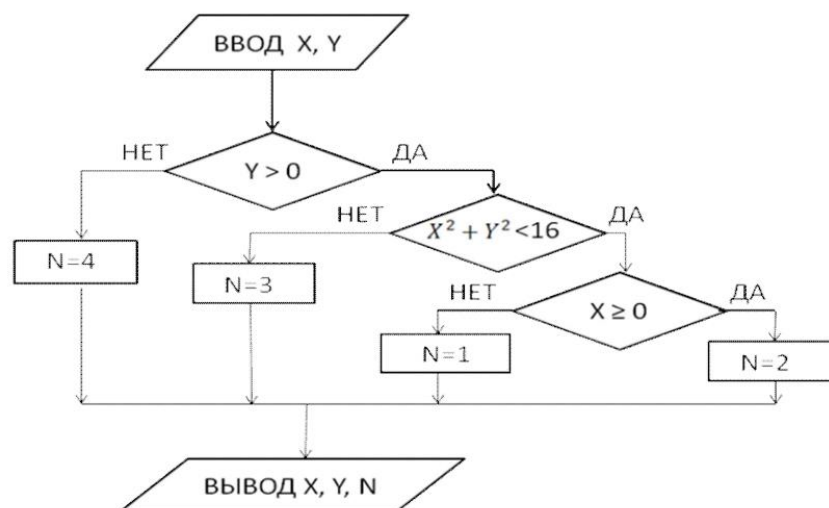 ВВОД X, Y
НЕТ
ДА
Y > 0
НЕТ
ДА
X² + Y² <16
N=4
N=3
НЕТ
ДА
X ≥ 0
N=1
N=2
ВЫВОД X, Y, N